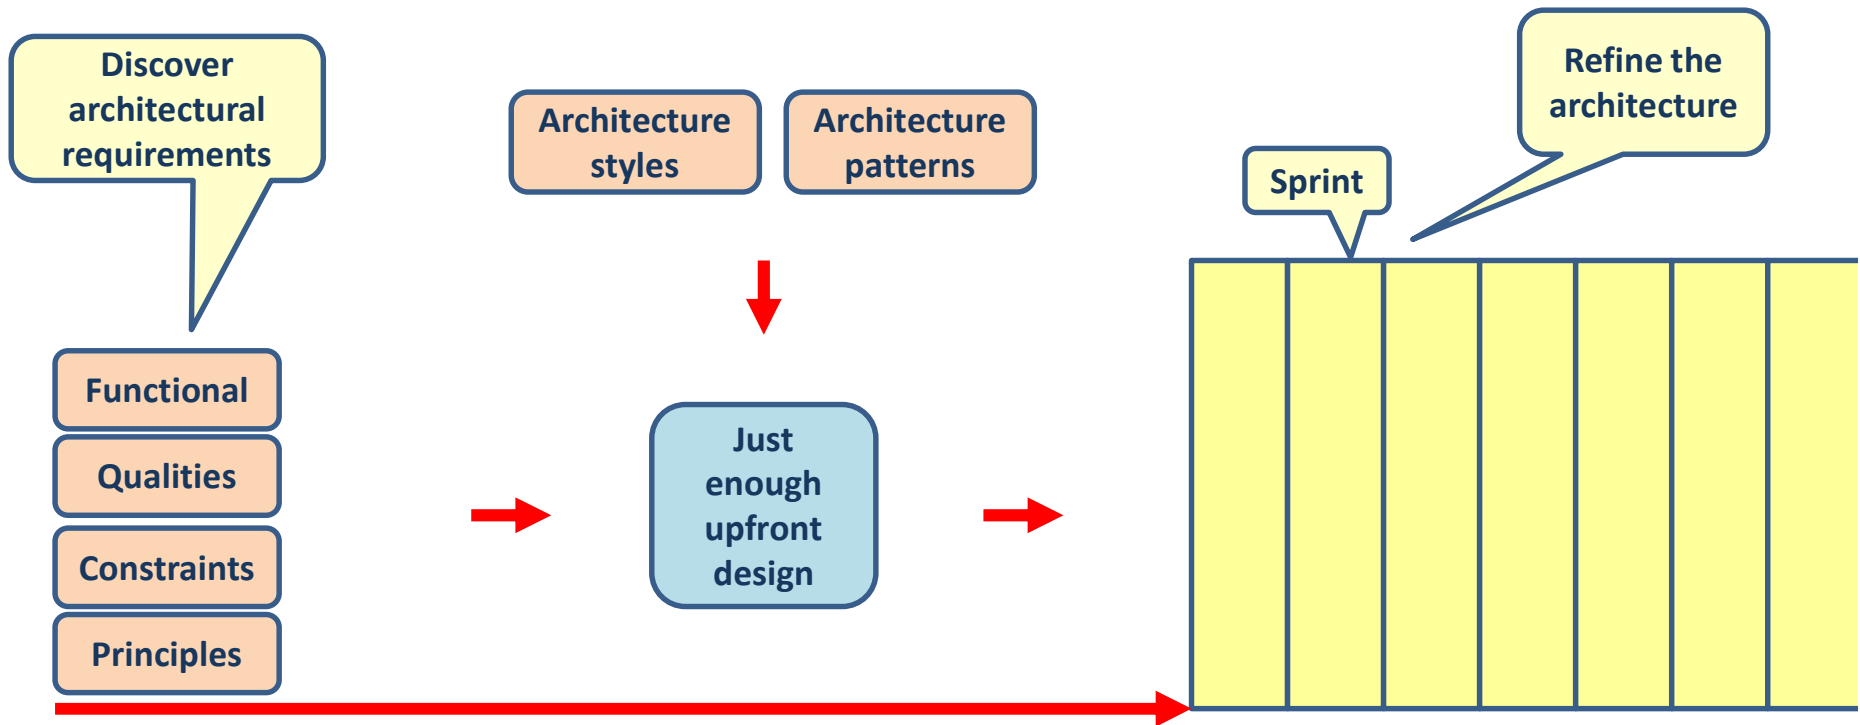 Discover
architectural
requirements
Functional
Qualities
Constraints
Principles
Architecture
styles
Architecture
patterns
Just
enough
upfront
design
Sprint
Refine the
architecture